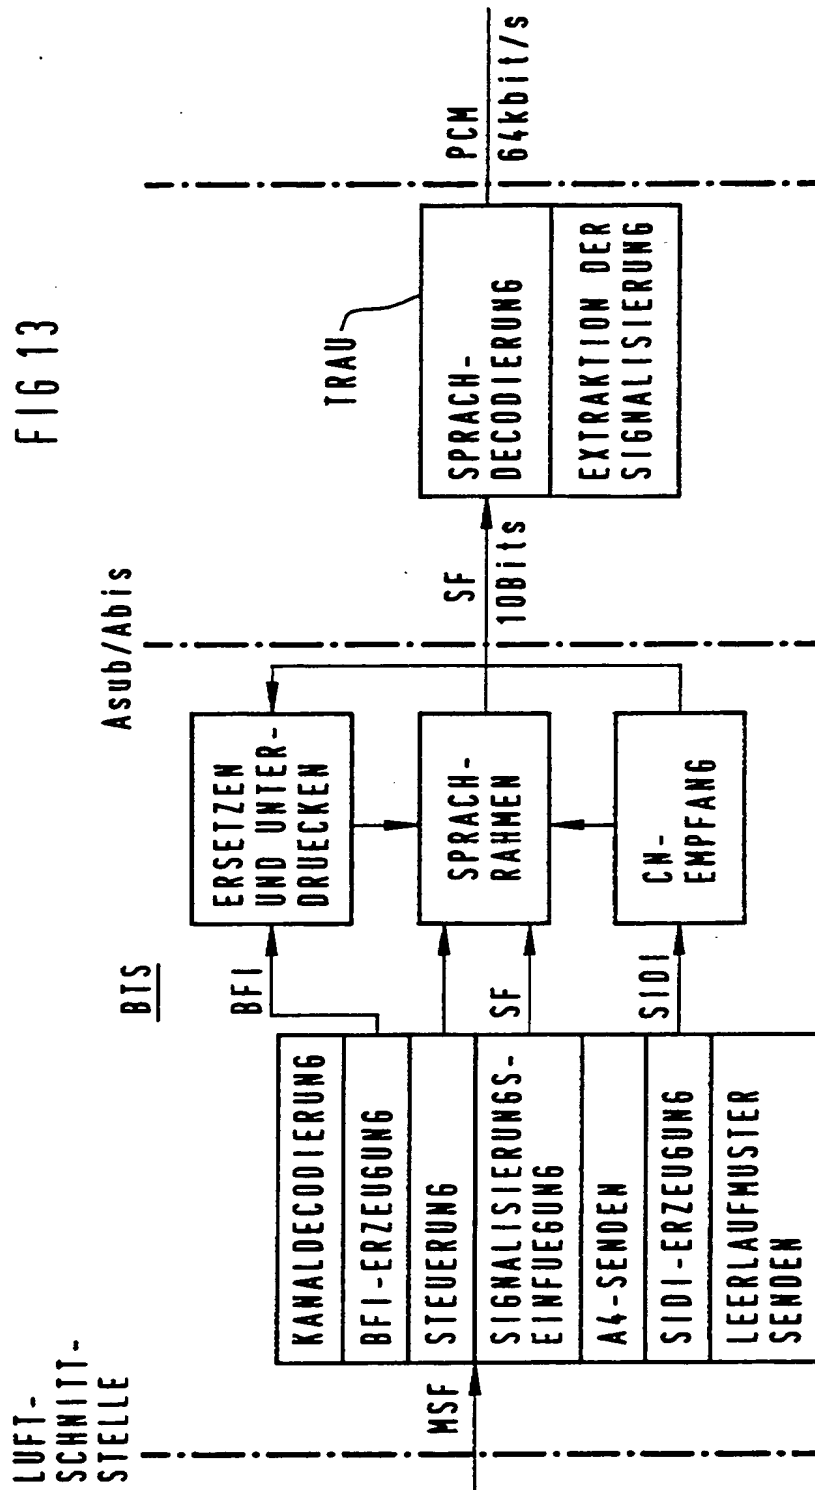 FIG 13
LUFT-
SCHNITT-
STELLE
BTS
Asub/Abis
MSF
KANALDECODIERUNG
BFI-ERZEUGUNG
STEUERUNG
SIGNALISIERUNGS-
EINFUEGUNG
A4-SENDEN
SIDI-ERZEUGUNG
LEERLAUFMUSTER
SENDEN
BFI
SF
SIDI
ERSETZEN
UND UNTER-
DRUECKEN
SPRACH-
RAHMEN
CN-
EMPFANG
SF
10Bits
TRAU
SPRACH-
DECODIERUNG
EXTRAKTION DER
SIGNALISIERUNG
PCM
64kbit/s